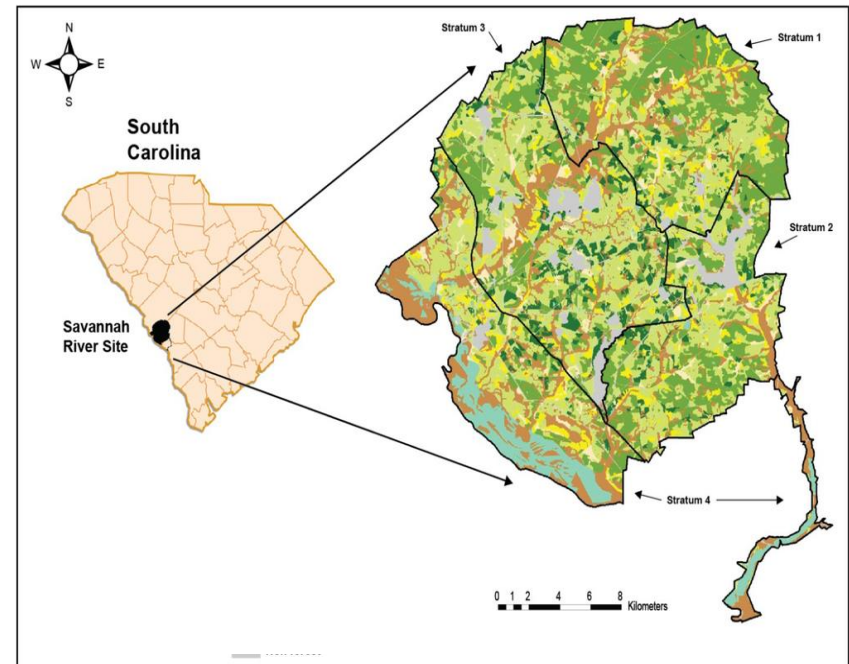 N
W E
S
South
Carolina
Savannah
River Site
Stratum 3
Stratum 1
Stratum 2
Stratum 4
0 1 2 4 6 8
Kilometers